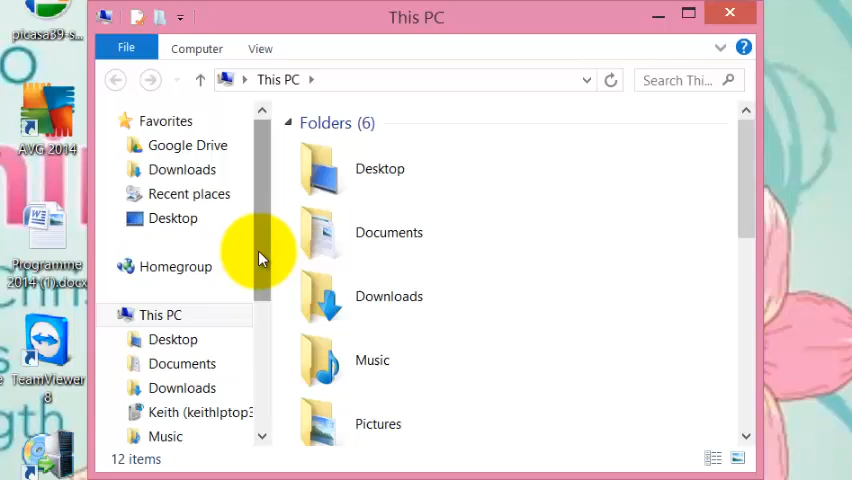 picasa39-s...
AVG 2014
Programme
2014 (1).docx
TeamViewer
8
This PC
File
Computer
View
This PC
Search Thi...
Favorites
Google Drive
Downloads
Recent places
Desktop
Homegroup
This PC
Desktop
Documents
Downloads
Keith (keithlptop3
Music
Folders (6)
Desktop
Documents
Downloads
Music
Pictures
12 items